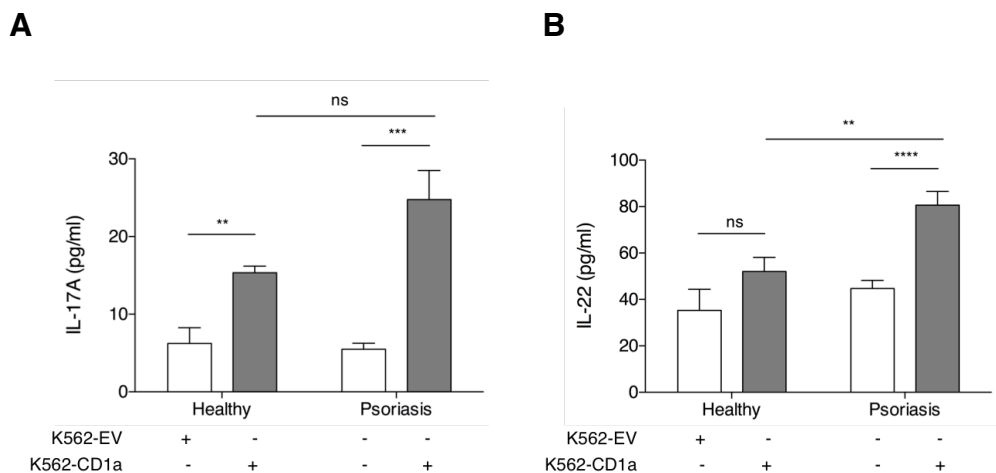 A
B
ns
***
**
30
20
10
0
IL-17A (pg/ml)
Healthy Psoriasis
K562-EV + - - -
K562-CD1a - + - +
**
****
ns
100
80
60
40
20
0
IL-22 (pg/ml)
Healthy Psoriasis
K562-EV + - - -
K562-CD1a - + - +